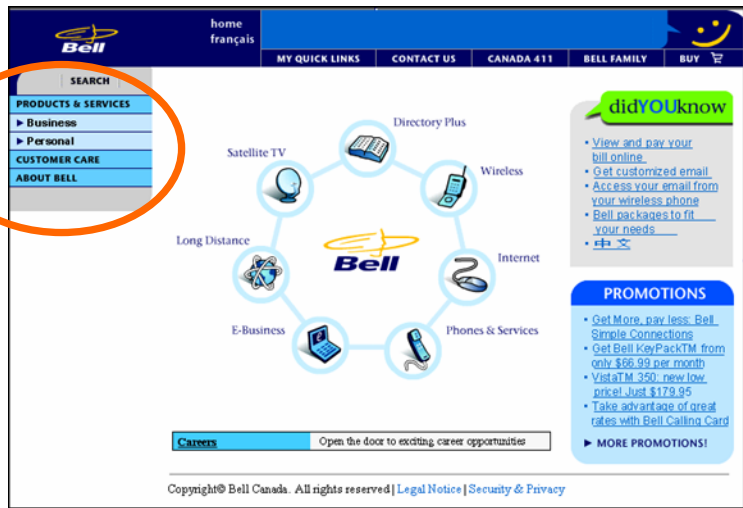 Bell
home
français
MY QUICK LINKS
CONTACT US
CANADA 411
BELL FAMILY
BUY
SEARCH
PRODUCTS & SERVICES
Business
Personal
CUSTOMER CARE
ABOUT BELL
Directory Plus
Satellite TV
Wireless
Long Distance
Bell
Internet
E-Business
Phones & Services
didYOUknow
• View and pay your
bill online
• Get customized email
• Access your email from
your wireless phone
• Bell packages to fit
your needs
• 中文
PROMOTIONS
• Get More, pay less: Bell
Simple Connections
• Get Bell KeyPackTM from
only $66.99 per month
• VistaTM 350: new low
price! Just $179.95
• Take advantage of great
rates with Bell Calling Card
MORE PROMOTIONS!
Careers
Open the door to exciting career opportunities
Copyright© Bell Canada. All rights reserved | Legal Notice | Security & Privacy